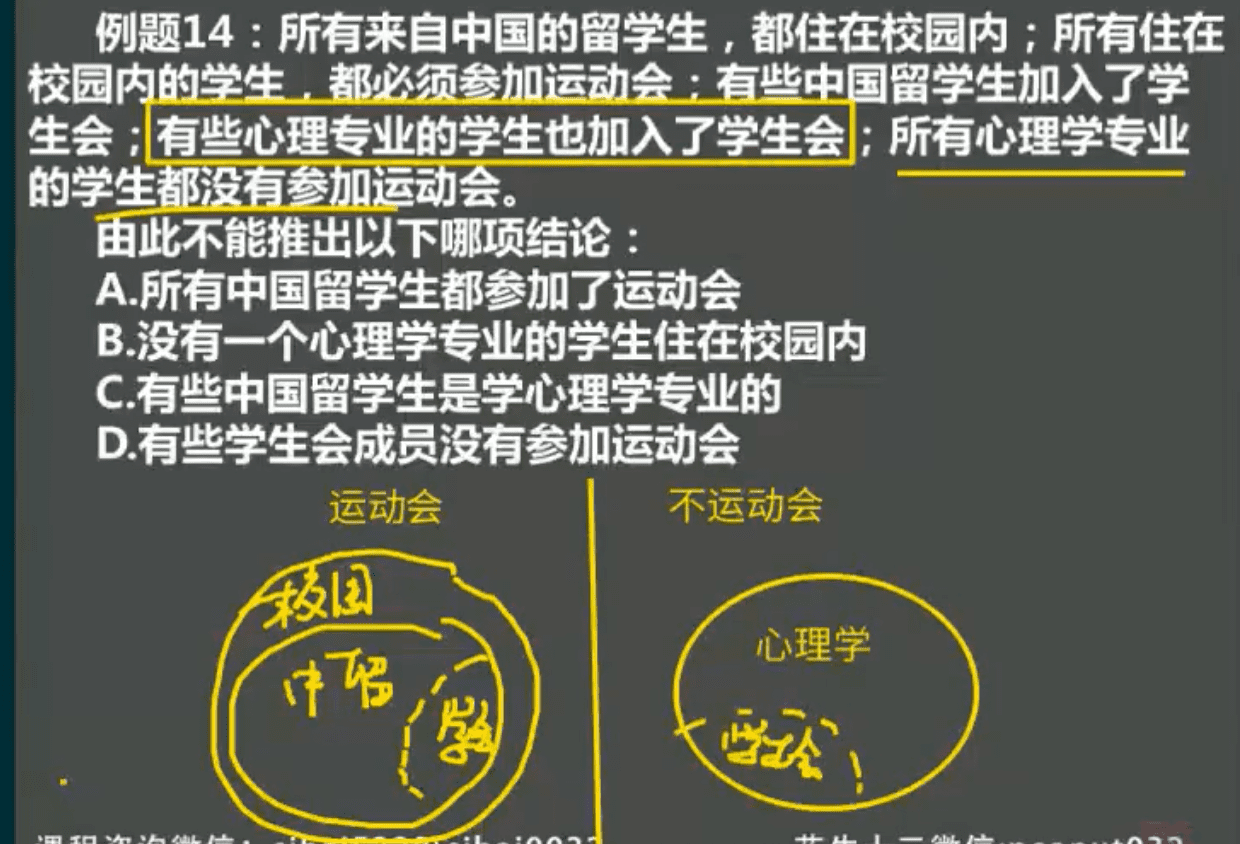 例题14：所有来自中国的留学生，都住在校园内；所有住在
校园内的学生，都必须参加运动会；有些中国留学生加入了学
生会；有些心理专业的学生也加入了学生会；所有心理学专业
的学生都没有参加运动会。
由此不能推出以下哪项结论：
A.所有中国留学生都参加了运动会
B.没有一个心理学专业的学生住在校园内
C.有些中国留学生是学心理学专业的
D.有些学生会成员没有参加运动会
运动会
不运动会
校园
中留
心理学
学生会
课程咨询微信：